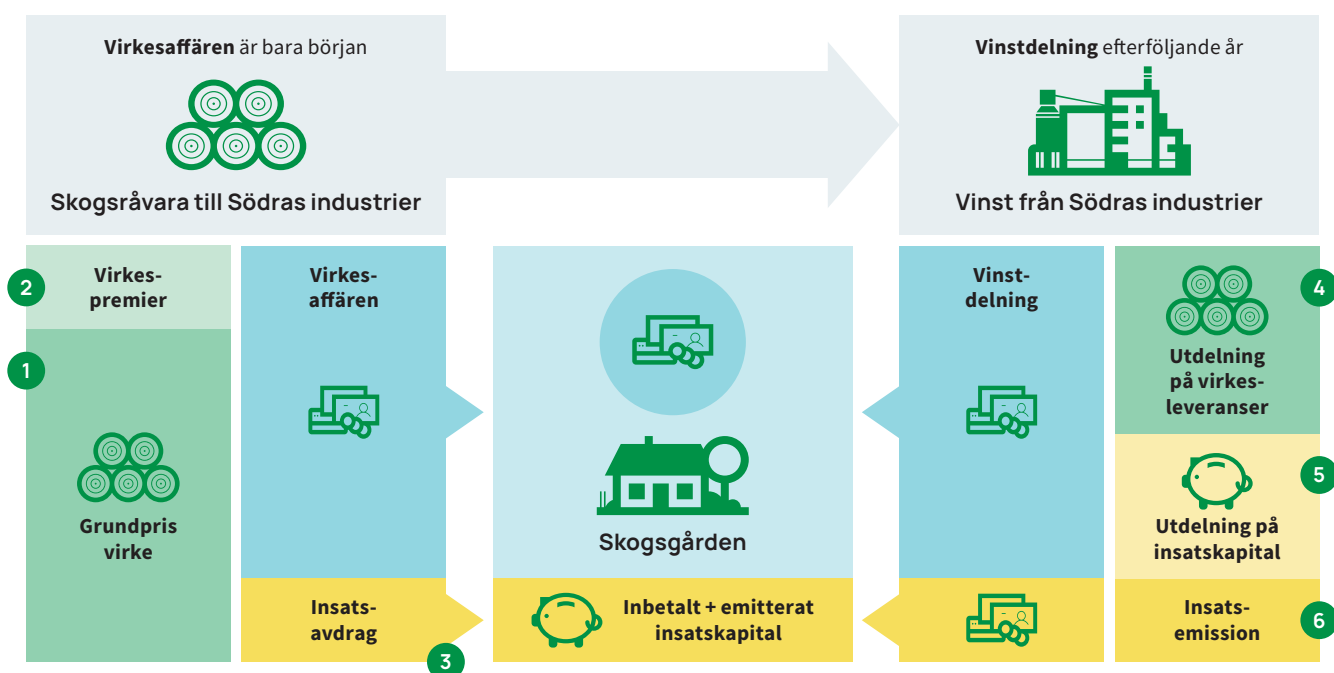 Virkesaffären är bara början
Skogsråvara till Södras industrier
Vinstdelning efterföljande år
Vinst från Södras industrier
2
Virkes-
premier
1
Grundpris
virke
Virkes-
affären
Insats-
avdrag
3
Skogsgården
Inbetalt + emitterat
insatskapital
Vinst-
delning
4
Utdelning
på virkes-
leveranser
5
Utdelning på
insatskapital
Insats-
emission
6